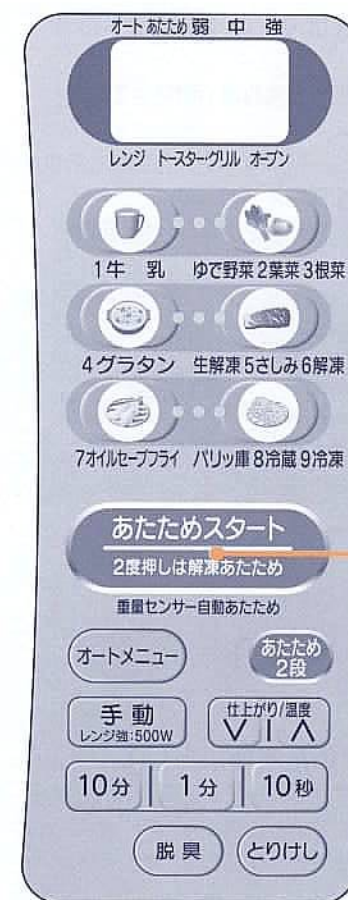 オートあたため 弱 中 強
レンジ トースター・グリル オーブン
1牛 乳 ゆで野菜 2葉菜 3根菜
4グラタン 生解凍 5さしみ 6解凍
7オイルセーブフライ パリッ庫 8冷蔵 9冷凍
あたためスタート
2度押しは解凍あたため
重量センサー自動あたため
オートメニュー
あたため
2段
手動
レンジ強:500W
仕上がり/温度
10分 1分 10秒
脱臭 とりけし